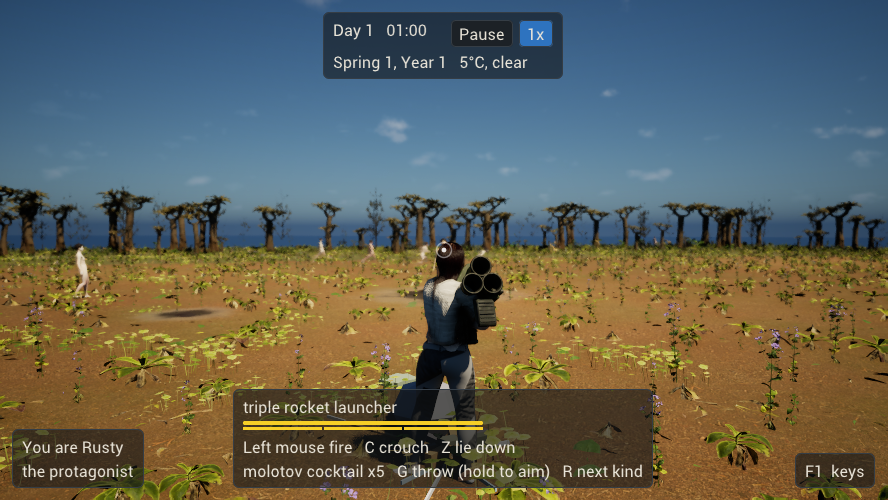 Day 1 01:00 Pause 1x
Spring 1, Year 1 5°C, clear
triple rocket launcher
Left mouse fire C crouch Z lie down
molotov cocktail x5 G throw (hold to aim) R next kind
You are Rusty
the protagonist
F1 keys